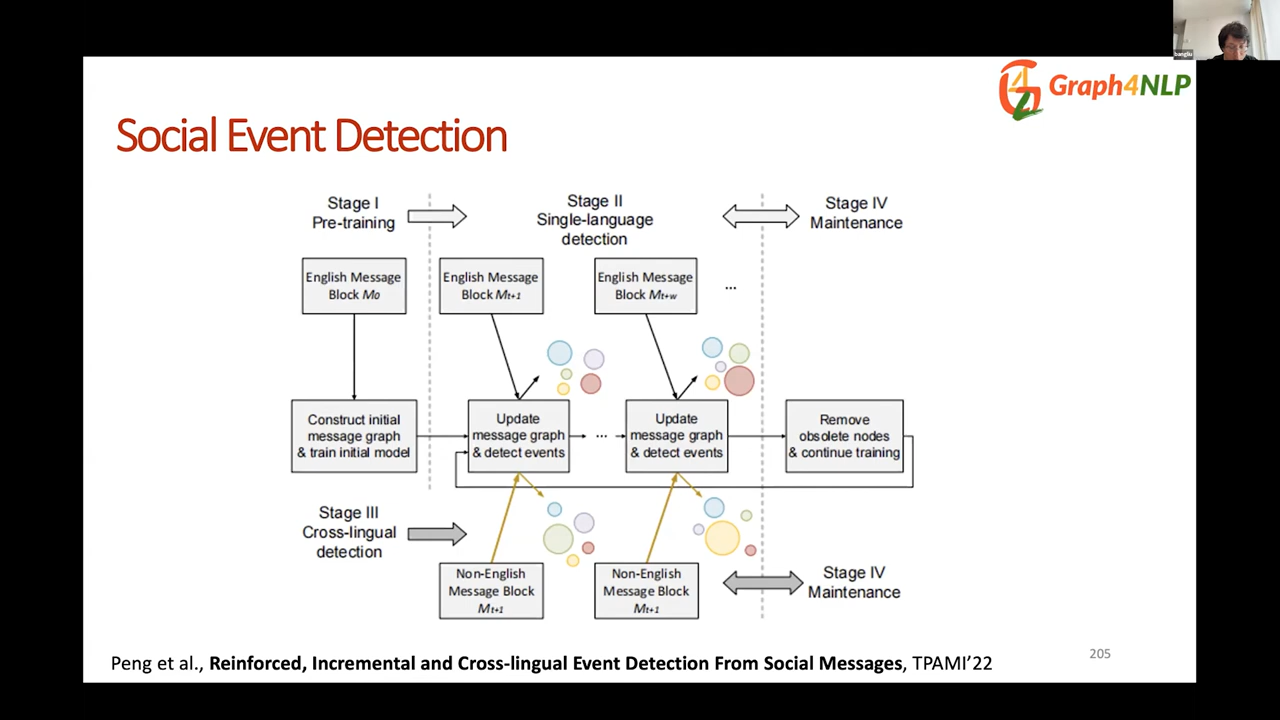 bangliu
Graph4NLP
Social Event Detection
Stage I
Pre-training
Stage II
Single-language
detection
Stage IV
Maintenance
English Message
Block M0
English Message
Block Mt+1
English Message
Block Mt+w
...
Construct initial
message graph
& train initial model
Update
message graph
& detect events
...
Update
message graph
& detect events
Remove
obsolete nodes
& continue training
Stage III
Cross-lingual
detection
Non-English
Message Block
Mt+1
Non-English
Message Block
Mt+1
Stage IV
Maintenance
Peng et al., Reinforced, Incremental and Cross-lingual Event Detection From Social Messages, TPAMI'22
205